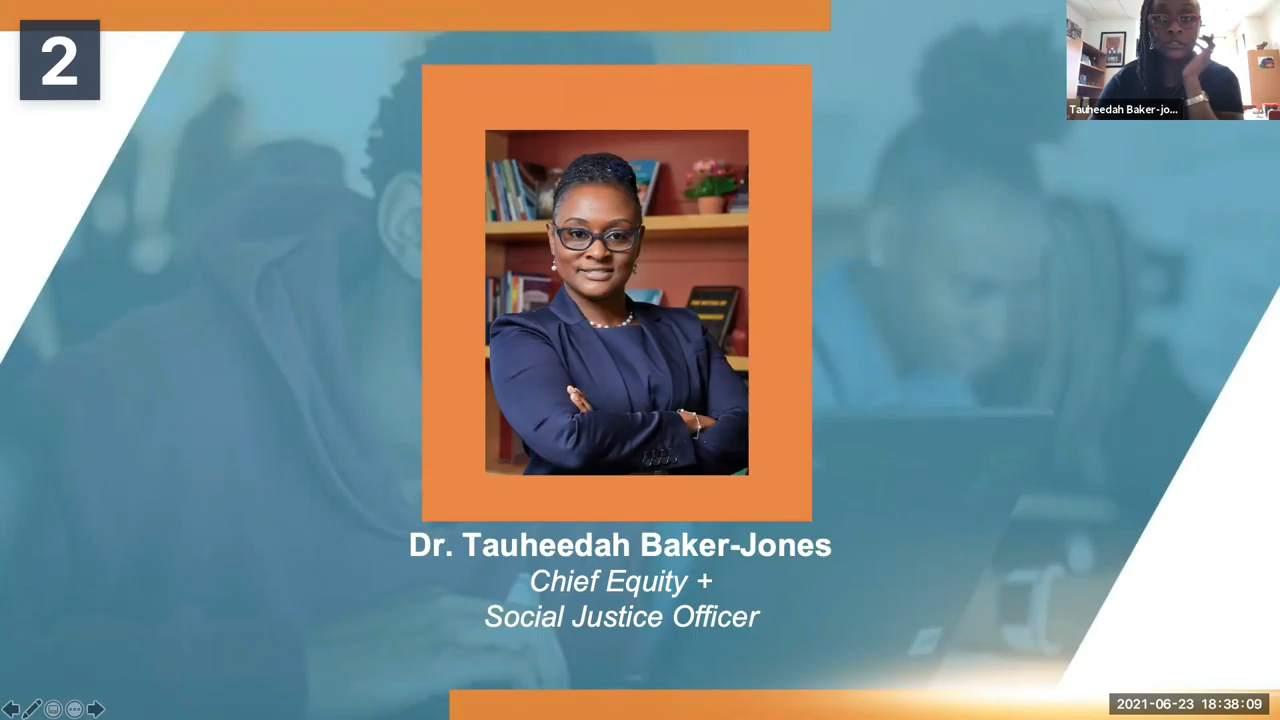 2
Tauheedah Baker-jo...
Dr. Tauheedah Baker-Jones
Chief Equity +
Social Justice Officer
2021-06-23 18:38:09